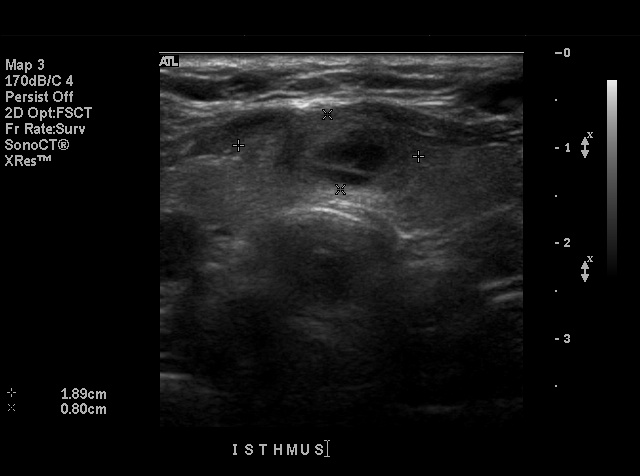 ATL
Map 3
170dB/C 4
Persist Off
2D Opt:FSCT
Fr Rate:Surv
SonoCT®
XRes™
0
1
x
2
x
3
1.89cm
0.80cm
ISTHMUS